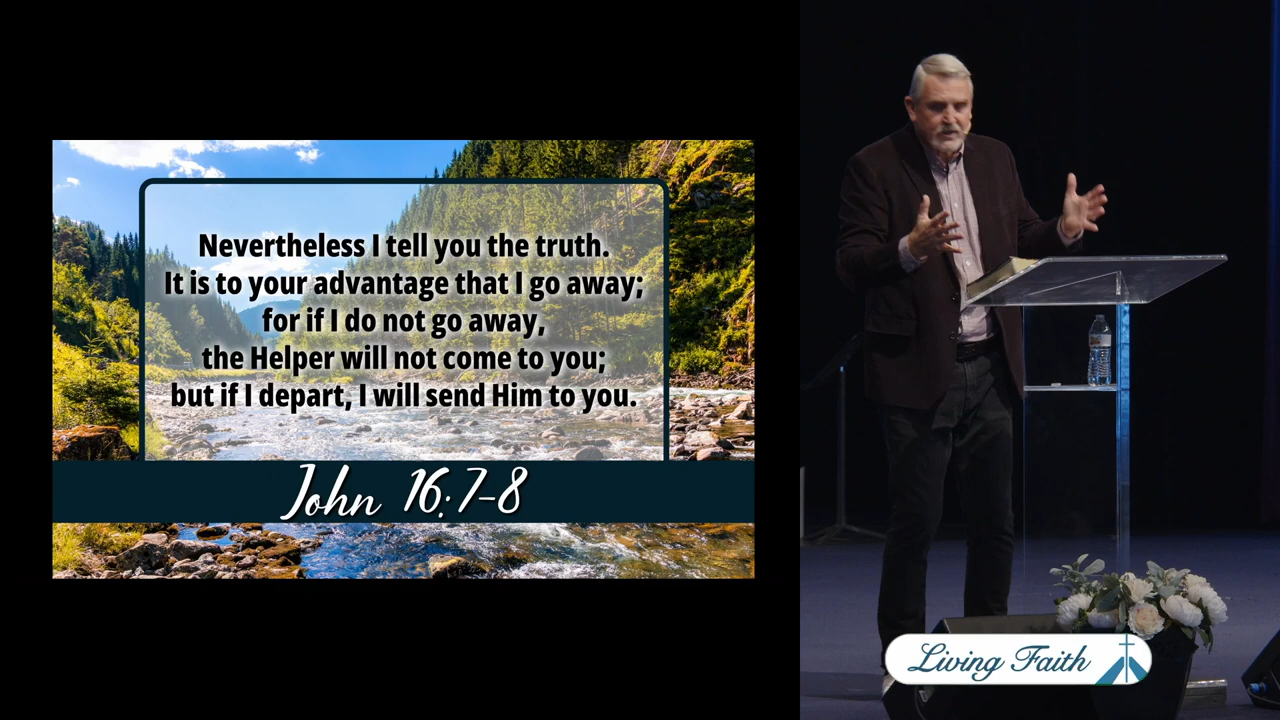 Nevertheless I tell you the truth.
It is to your advantage that I go away;
for if I do not go away,
the Helper will not come to you;
but if I depart, I will send Him to you.
John 16:7-8
Living Faith